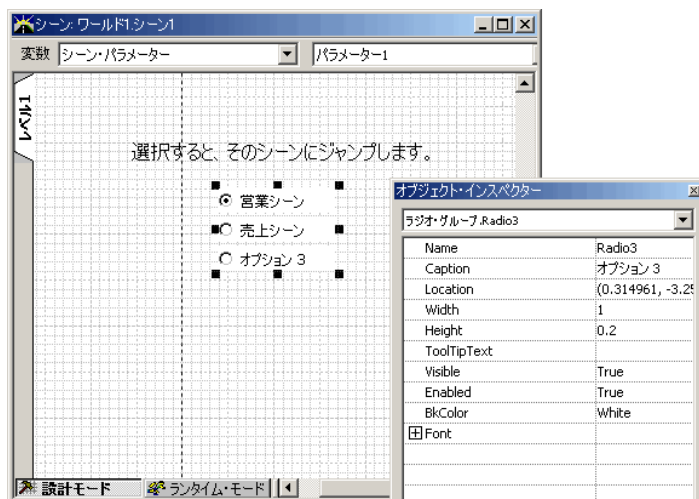 シーン: ワールド1.シーン1
変数 シーン・パラメーター パラメーター1
レベル1
選択すると、そのシーンにジャンプします。
営業シーン
売上シーン
オプション 3
オブジェクト・インスペクター
ラジオ・グループ.Radio3
Name Radio3
Caption オプション 3
Location (0.314961, -3.25
Width 1
Height 0.2
ToolTipText
Visible True
Enabled True
BkColor White
Font
設計モード ランタイム・モード